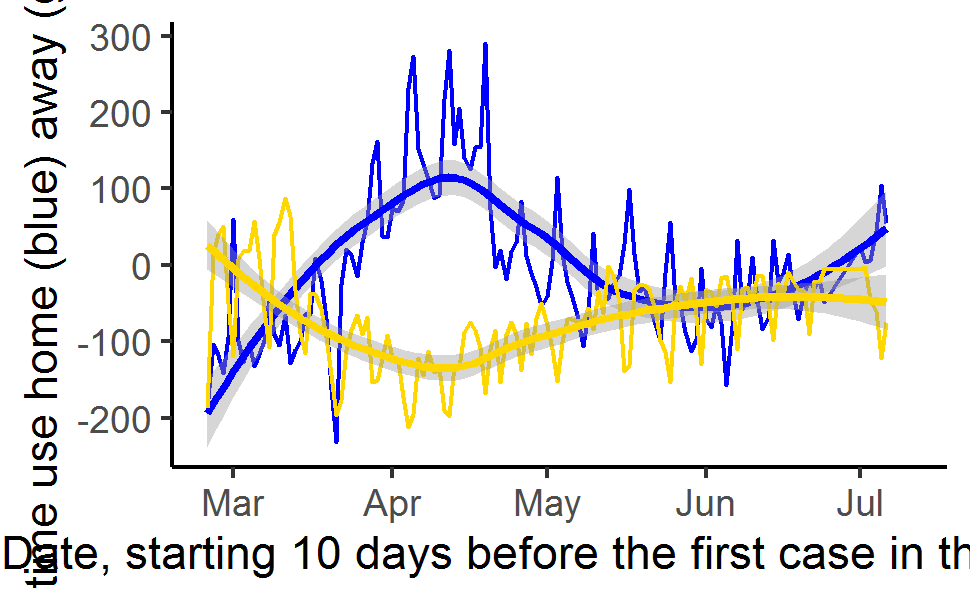 time use home (blue) away (
300
200
100
0
-100
-200
Mar Apr May Jun Jul
Date, starting 10 days before the first case in th